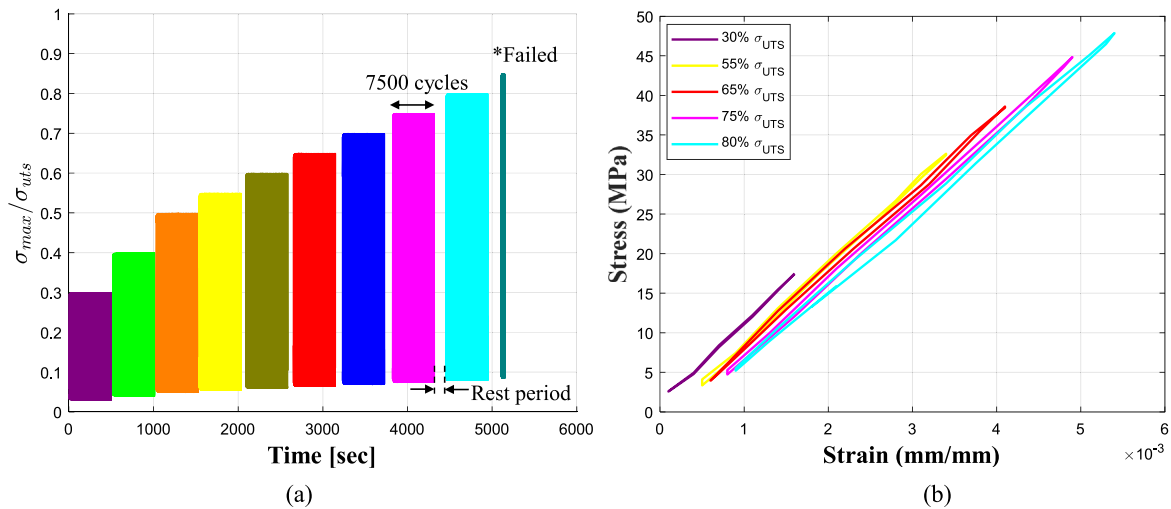 σmax/σuts
1
0.9
0.8
0.7
0.6
0.5
0.4
0.3
0.2
0.1
0
*Failed
7500 cycles
Rest period
0 1000 2000 3000 4000 5000 6000
Time [sec]
(a)
Stress (MPa)
50
45
40
35
30
25
20
15
10
5
0
30% σUTS
55% σUTS
65% σUTS
75% σUTS
80% σUTS
0 1 2 3 4 5 6
Strain (mm/mm)
×10⁻³
(b)